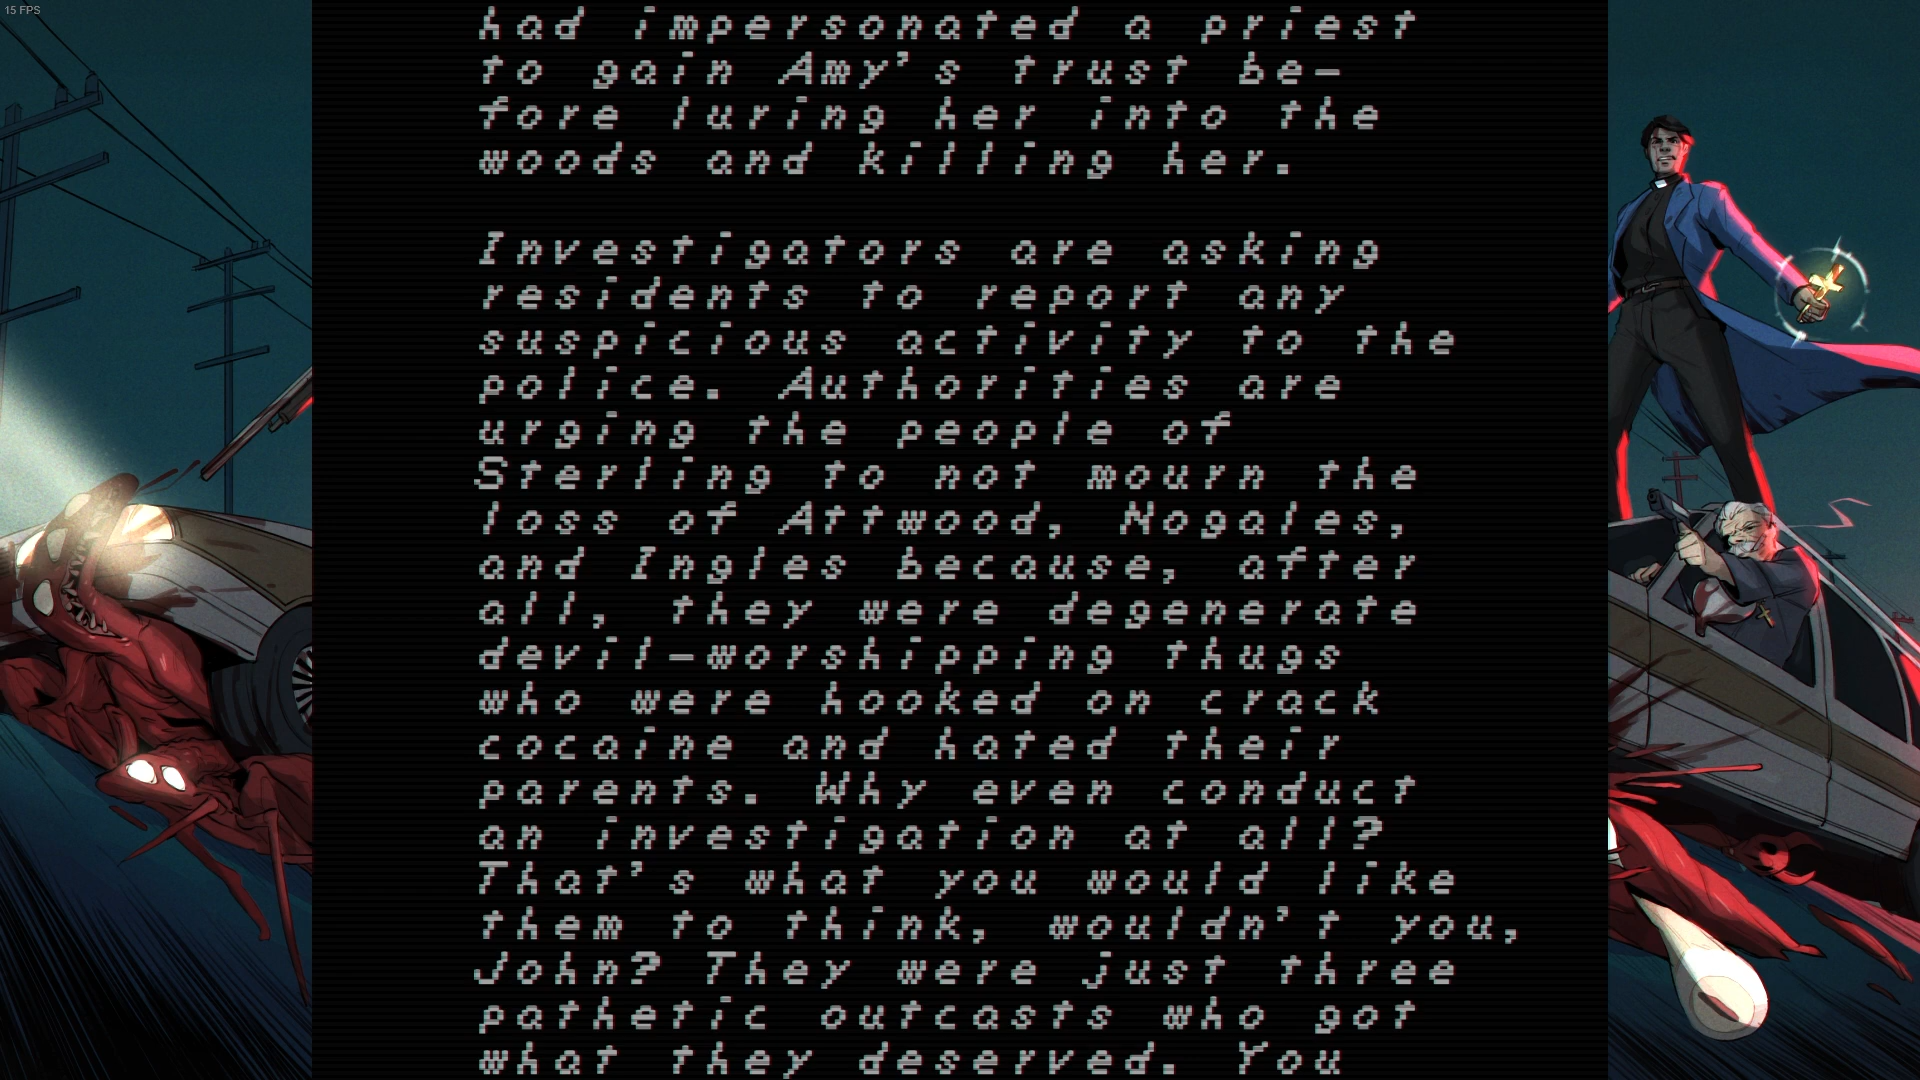 15 FPS
had impersonated a priest
to gain Amy's trust be-
fore luring her into the
woods and killing her.
Investigators are asking
residents to report any
suspicious activity to the
police. Authorities are
urging the people of
Sterling to not mourn the
loss of Attwood, Nogales,
and Ingles because, after
all, they were degenerate
devil-worshipping thugs
who were hooked on crack
cocaine and hated their
parents. Why even conduct
an investigation at all?
That's what you would like
them to think, wouldn't you,
John? They were just three
pathetic outcasts who got
what they deserved. You